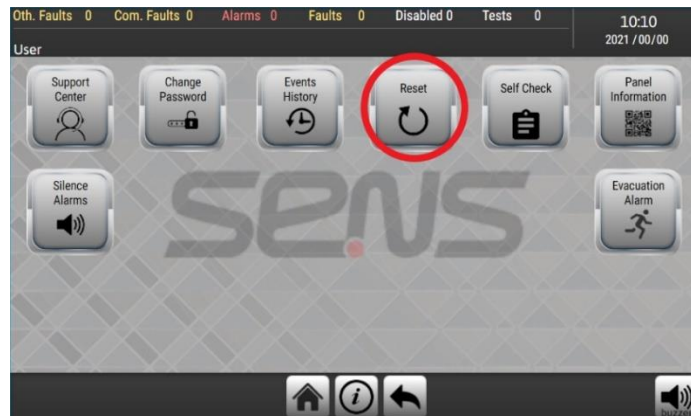 Oth. Faults 0 Com. Faults 0 Alarms 0 Faults 0 Disabled 0 Tests 0
10:10
2021 /00/00
User
Support
Center
Change
Password
Events
History
Reset
Self Check
Panel
Information
Silence
Alarms
Evacuation
Alarm
SENS
i
buzzer